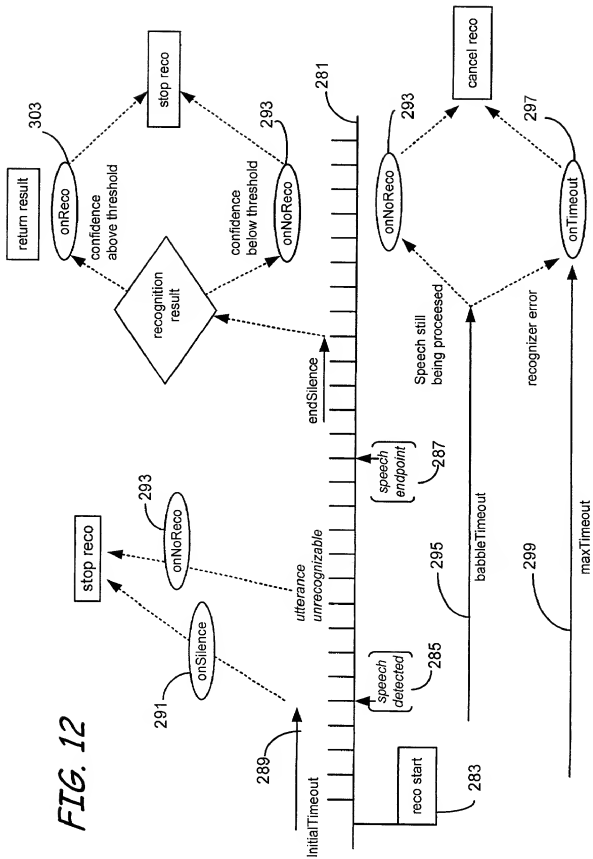 FIG. 12
return result
303
onReco
confidence
above threshold
stop reco
recognition
result
confidence
below threshold
293
onNoReco
stop reco
293
onNoReco
onSilence
291
utterance
unrecognizable
endSilence
289
InitialTimeout
281
reco start
283
speech
detected
285
speech
endpoint
287
Speech still
being proceesed
293
onNoReco
cancel reco
295
babbleTimeout
recognizer error
297
onTimeout
299
maxTimeout